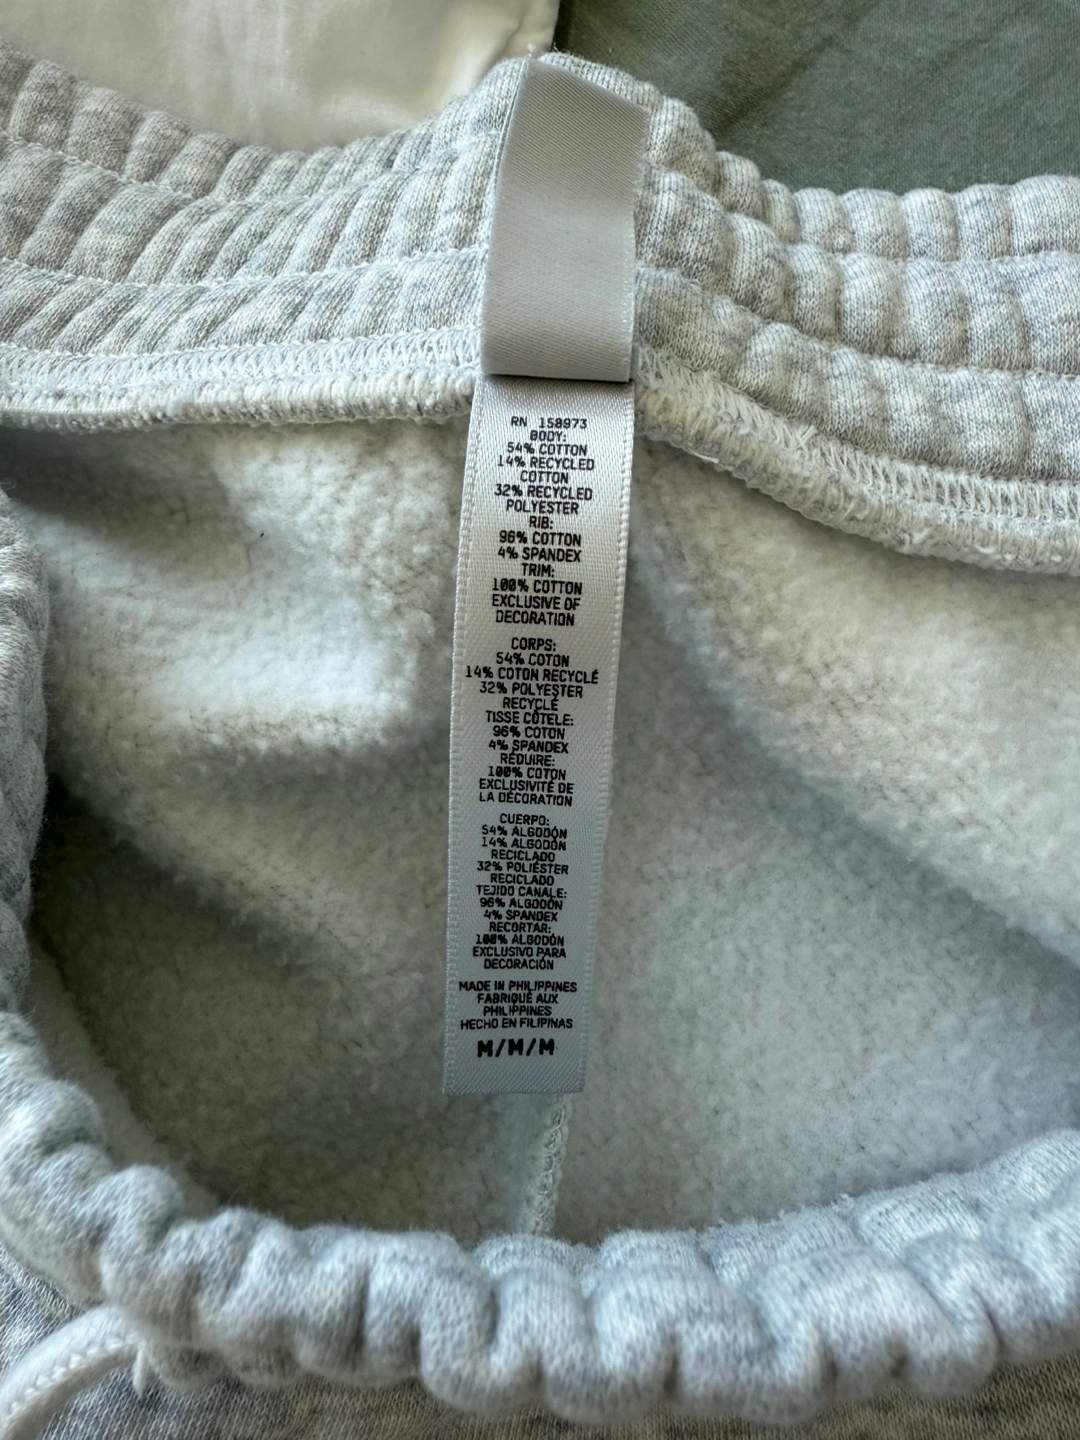 RN 158973
BODY:
54% COTTON
14% RECYCLED
COTTON
32% RECYCLED
POLYESTER
RIB:
96% COTTON
4% SPANDEX
TRIM:
100% COTTON
EXCLUSIVE OF
DECORATION
CORPS:
54% COTON
14% COTON RECYCLÉ
32% POLYESTER
RECYCLÉ
TISSE CÔTELE:
96% COTON
4% SPANDEX
RÉDUIRE:
100% COTON
EXCLUSIVITÉ DE
LA DÉCORATION
CUERPO:
54% ALGODÓN
14% ALGODÓN
RECICLADO
32% POLIÉSTER
RECICLADO
TEJIDO CANALE:
96% ALGODÓN
4% SPANDEX
RECORTAR:
100% ALGODÓN
EXCLUSIVO PARA
DECORACIÓN
MADE IN PHILIPPINES
FABRIQUÉ AUX
PHILIPPINES
HECHO EN FILIPINAS
M/M/M